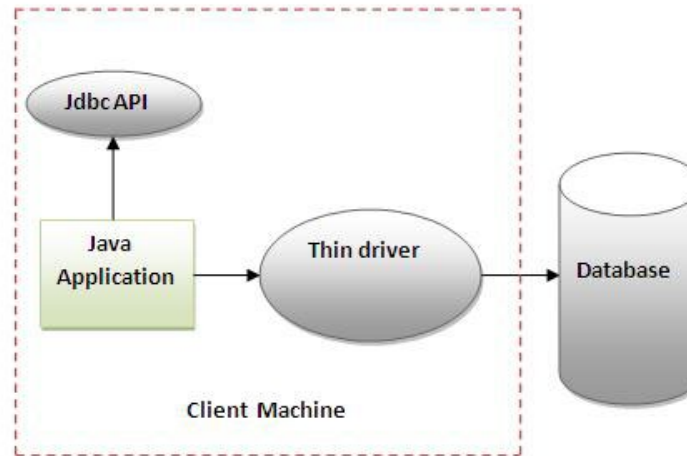 Jdbc API
Java
Application
Thin driver
Database
Client Machine